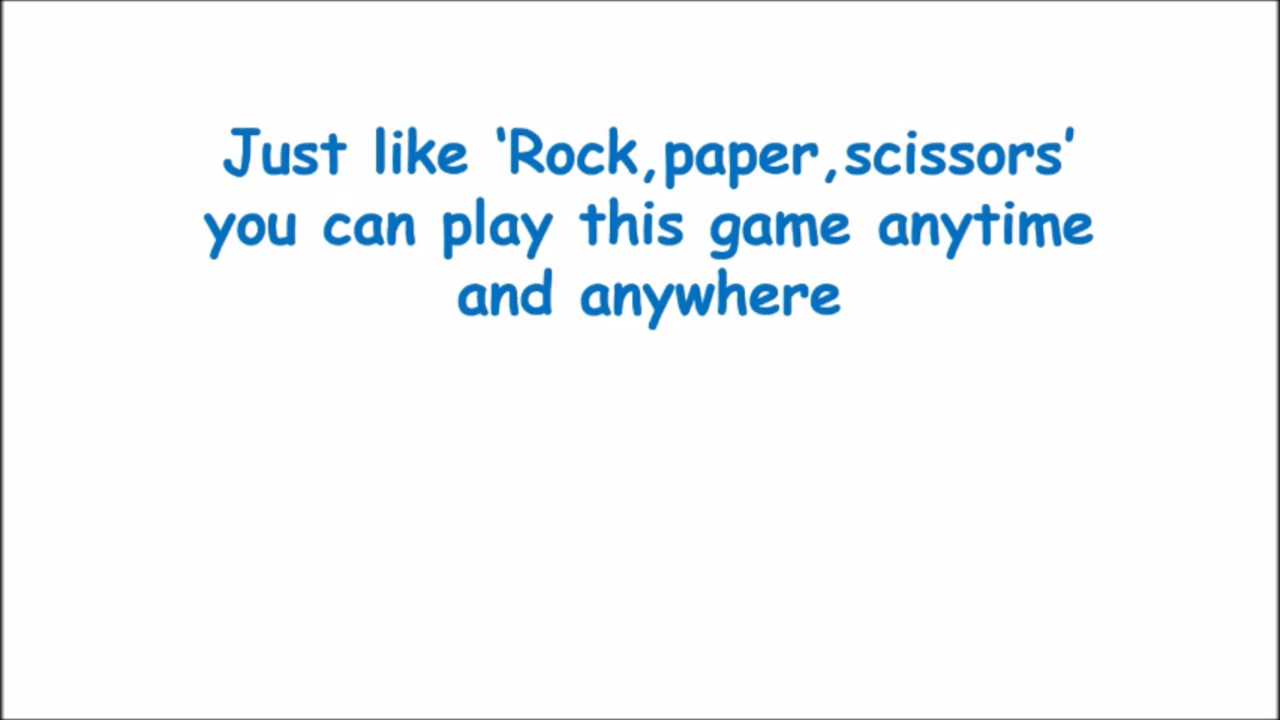 Just like ‘Rock,paper,scissors’
you can play this game anytime
and anywhere